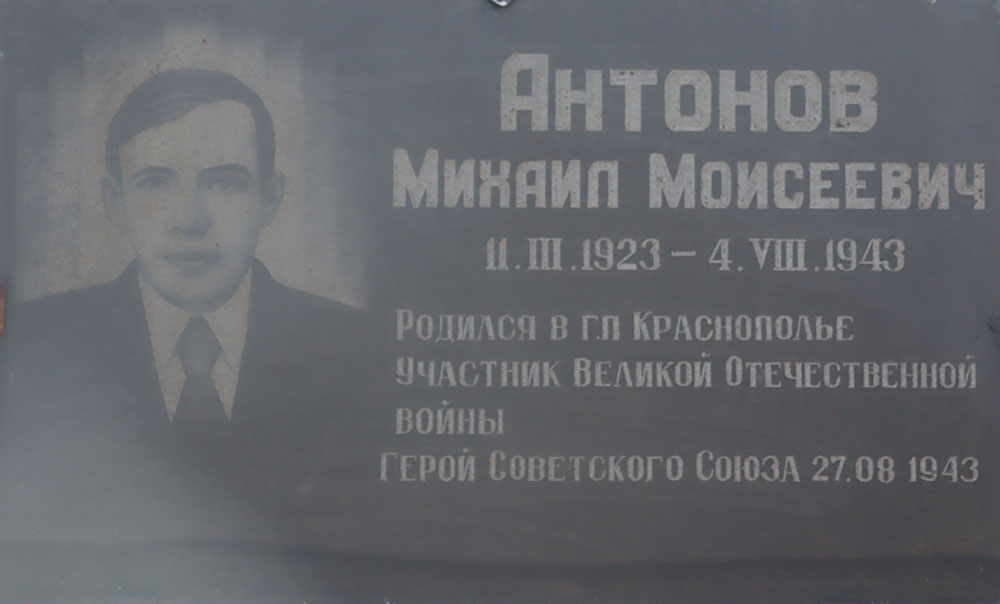 Антонов
Михаил Моисеевич
11.III.1923 – 4.VIII.1943
Родился в г.п Краснополье
участник Великой Отечественной
войны
герой Советского Союза 27.08 1943